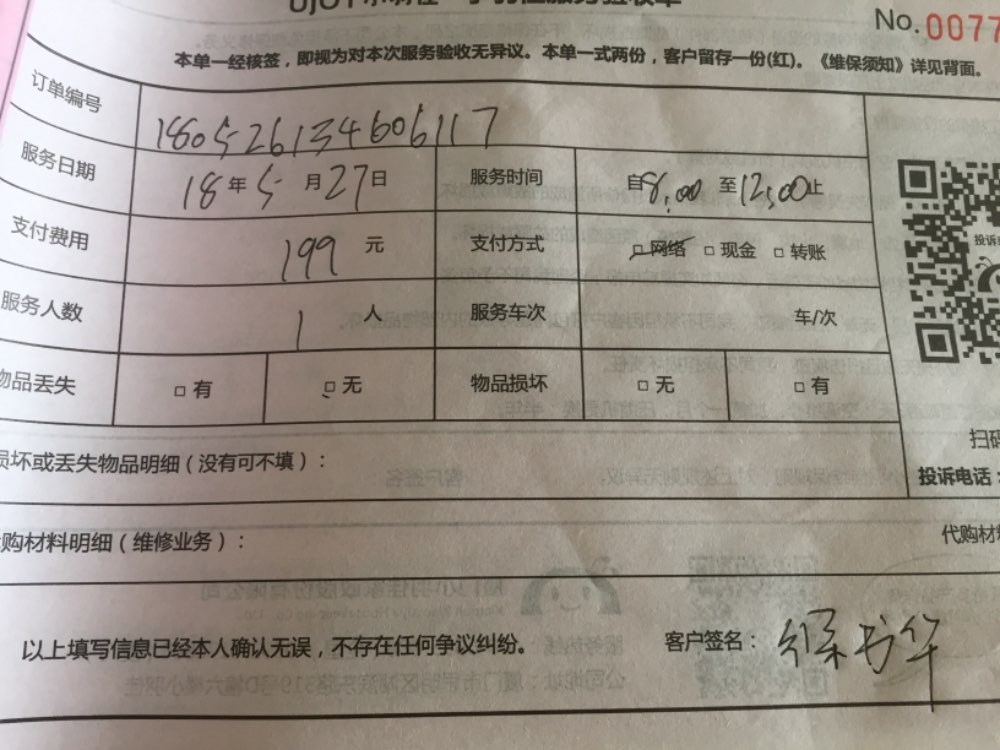 No.0077
本单一经核签，即视为对本次服务验收无异议。本单一式两份，客户留存一份(红)。《维保须知》详见背面。
订单编号 180526134606117
服务日期 18年5月27日 服务时间 自8:00至12:00止
支付费用 199元 支付方式 □网络 □现金 □转账
服务人数 1人 服务车次 车/次
物品丢失 □有 □无 物品损坏 □无 □有
损坏或丢失物品明细（没有可不填）：
扫码
投诉电话：
代购材料明细（维修业务）： 代购材
以上填写信息已经本人确认无误，不存在任何争议纠纷。 客户签名：